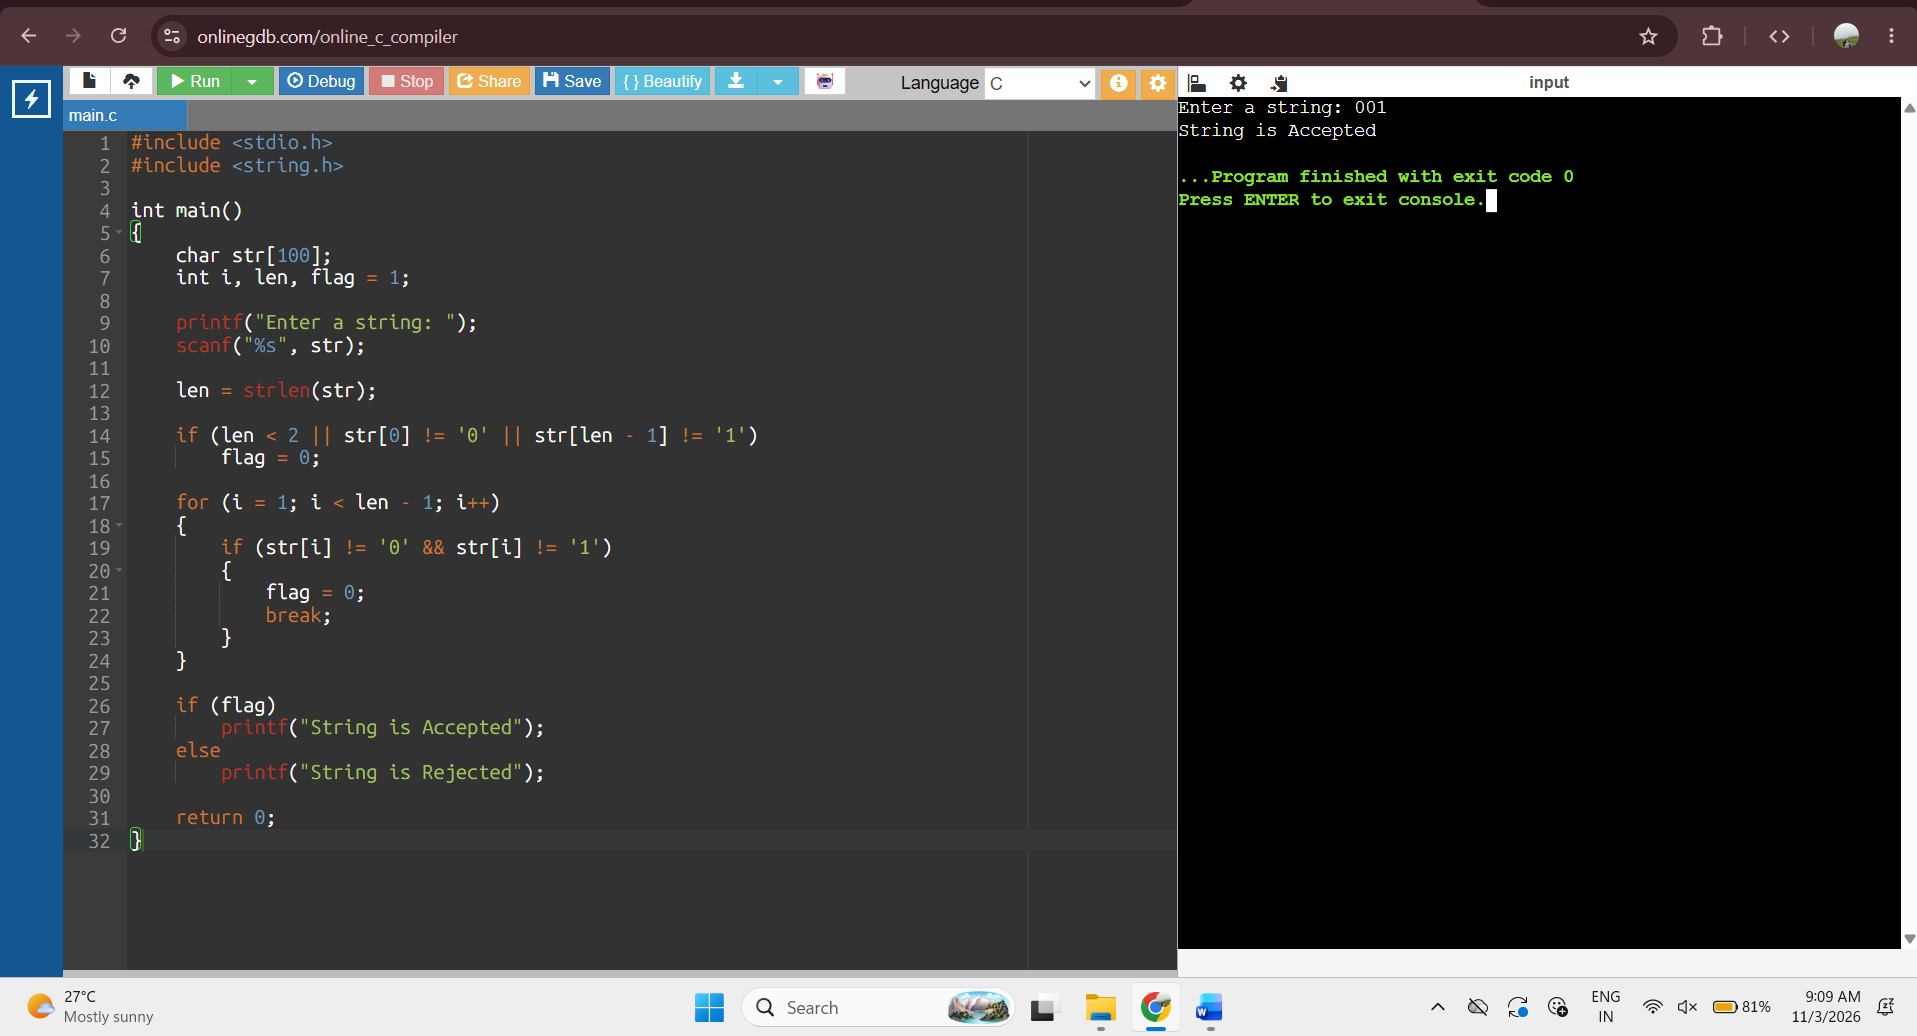 onlinegdb.com/online_c_compiler
Run
Debug
Stop
Share
Save
{ } Beautify
Language C
input
main.c
1 #include <stdio.h>
2 #include <string.h>
3
4 int main()
5 {
6 char str[100];
7 int i, len, flag = 1;
8
9 printf("Enter a string: ");
10 scanf("%s", str);
11
12 len = strlen(str);
13
14 if (len < 2 || str[0] != '0' || str[len - 1] != '1')
15 flag = 0;
16
17 for (i = 1; i < len - 1; i++)
18 {
19 if (str[i] != '0' && str[i] != '1')
20 {
21 flag = 0;
22 break;
23 }
24 }
25
26 if (flag)
27 printf("String is Accepted");
28 else
29 printf("String is Rejected");
30
31 return 0;
32 }
Enter a string: 001
String is Accepted
...Program finished with exit code 0
Press ENTER to exit console.
27°C
Mostly sunny
Search
W
ENG
IN
81%
9:09 AM
11/3/2026